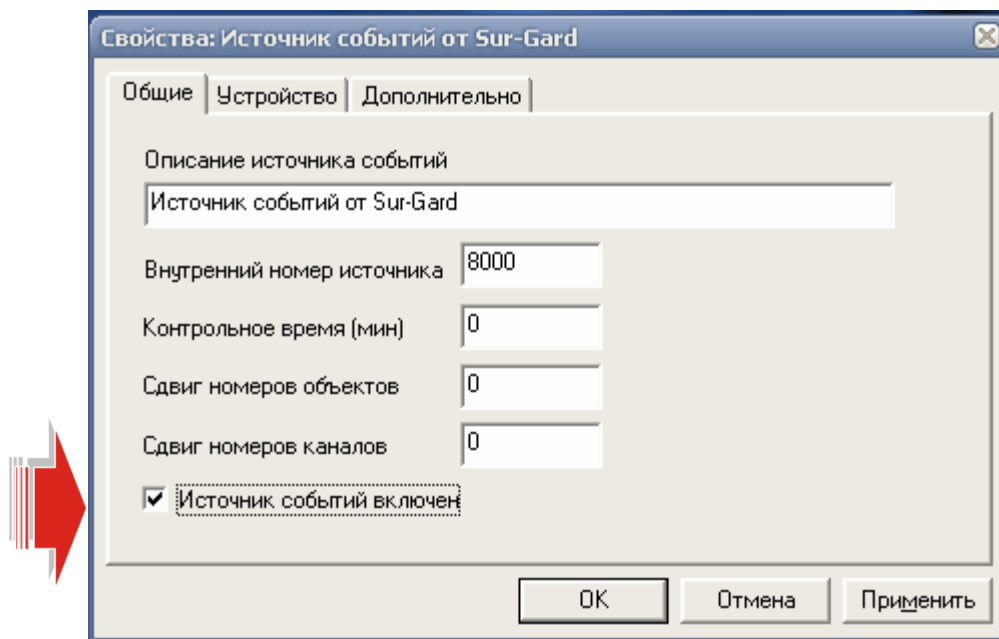 Свойства: Источник событий от Sur-Gard
Общие Устройство Дополнительно
Описание источника событий
Источник событий от Sur-Gard
Внутренний номер источника 8000
Контрольное время (мин) 0
Сдвиг номеров объектов 0
Сдвиг номеров каналов 0
Источник событий включен
OK Отмена Применить